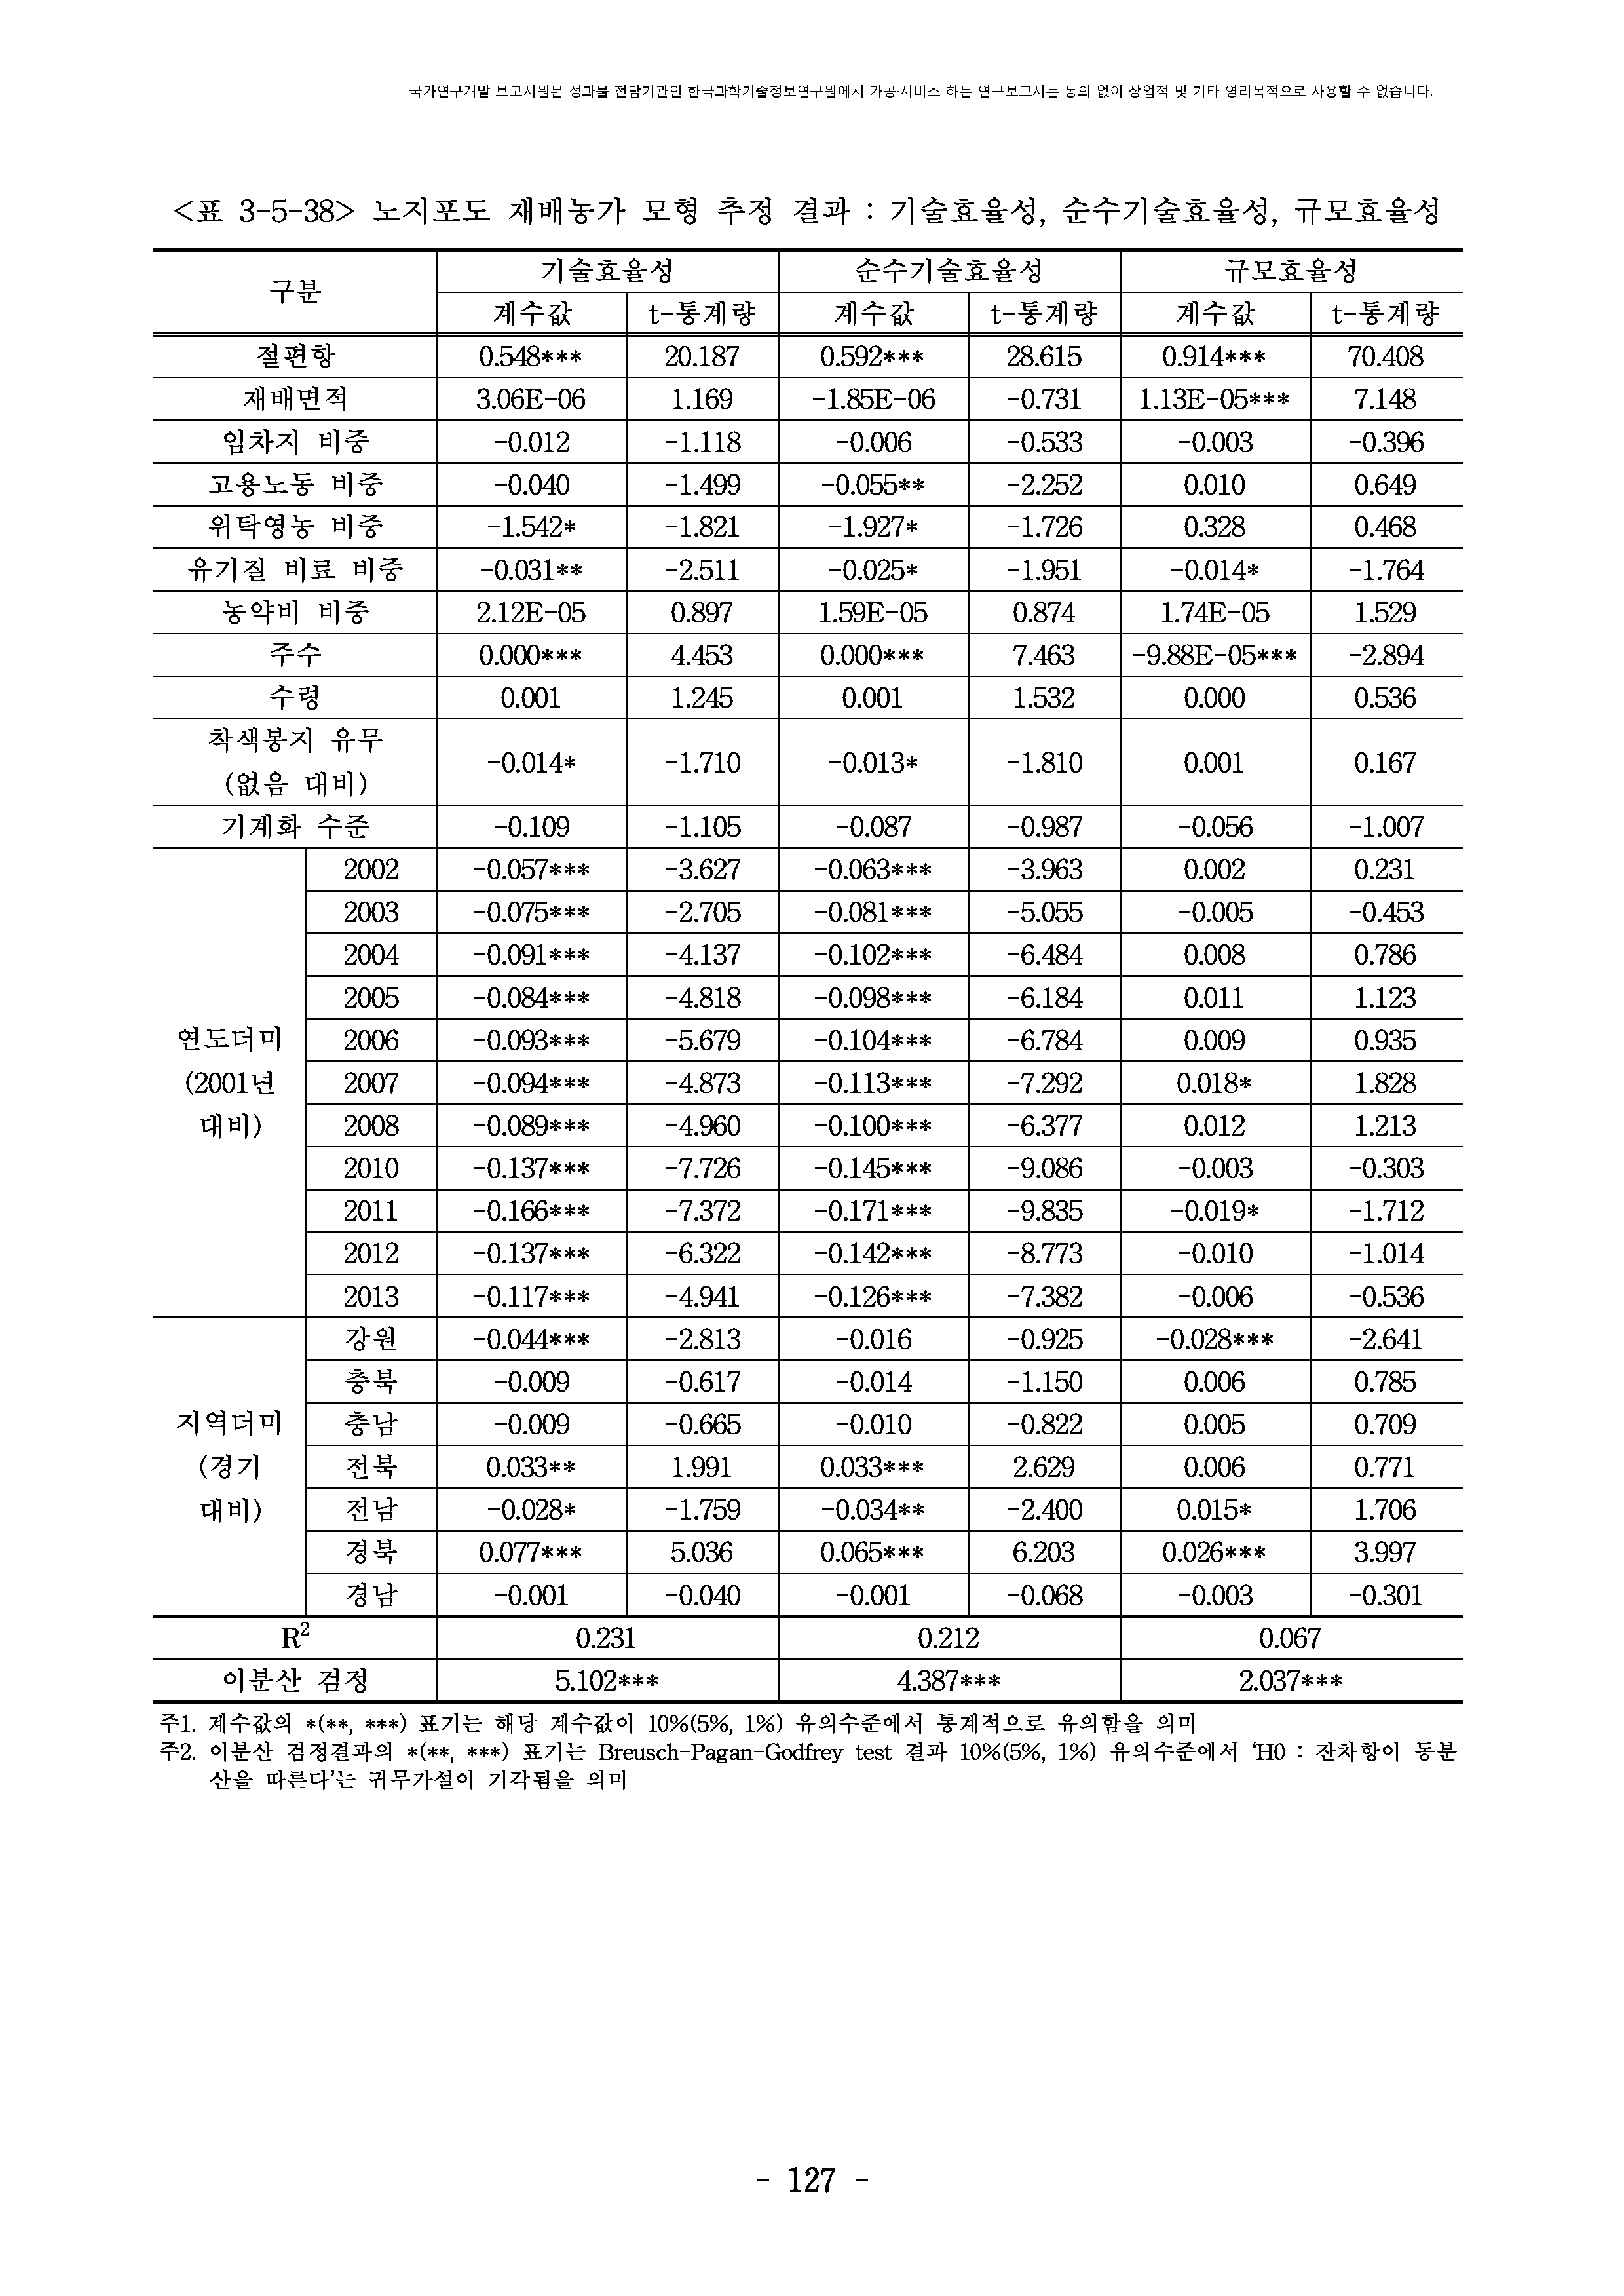 국가연구개발 보고서원문 성과물 전담기관인 한국과학기술정보연구원에서 가공·서비스 하는 연구보고서는 동의 없이 상업적 및 기타 영리목적으로 사용할 수 없습니다.
<표 3-5-38> 노지포도 재배농가 모형 추정 결과 : 기술효율성, 순수기술효율성, 규모효율성
구분 기술효율성 순수기술효율성 규모효율성
계수값 t-통계량 계수값 t-통계량 계수값 t-통계량
절편항 0.548*** 20.187 0.592*** 28.615 0.914*** 70.408
재배면적 3.06E-06 1.169 -1.85E-06 -0.731 1.13E-05*** 7.148
임차지 비중 -0.012 -1.118 -0.006 -0.533 -0.003 -0.396
고용노동 비중 -0.040 -1.499 -0.055** -2.252 0.010 0.649
위탁영농 비중 -1.542* -1.821 -1.927* -1.726 0.328 0.468
유기질 비료 비중 -0.031** -2.511 -0.025* -1.951 -0.014* -1.764
농약비 비중 2.12E-05 0.897 1.59E-05 0.874 1.74E-05 1.529
주수 0.000*** 4.453 0.000*** 7.463 -9.88E-05*** -2.894
수령 0.001 1.245 0.001 1.532 0.000 0.536
착색봉지 유무
(없음 대비) -0.014* -1.710 -0.013* -1.810 0.001 0.167
기계화 수준 -0.109 -1.105 -0.087 -0.987 -0.056 -1.007
연도더미
(2001년
대비)
2002 -0.057*** -3.627 -0.063*** -3.963 0.002 0.231
2003 -0.075*** -2.705 -0.081*** -5.055 -0.005 -0.453
2004 -0.091*** -4.137 -0.102*** -6.484 0.008 0.786
2005 -0.084*** -4.818 -0.098*** -6.184 0.011 1.123
2006 -0.093*** -5.679 -0.104*** -6.784 0.009 0.935
2007 -0.094*** -4.873 -0.113*** -7.292 0.018* 1.828
2008 -0.089*** -4.960 -0.100*** -6.377 0.012 1.213
2010 -0.137*** -7.726 -0.145*** -9.086 -0.003 -0.303
2011 -0.166*** -7.372 -0.171*** -9.835 -0.019* -1.712
2012 -0.137*** -6.322 -0.142*** -8.773 -0.010 -1.014
2013 -0.117*** -4.941 -0.126*** -7.382 -0.006 -0.536
지역더미
(경기
대비)
강원 -0.044*** -2.813 -0.016 -0.925 -0.028*** -2.641
충북 -0.009 -0.617 -0.014 -1.150 0.006 0.785
충남 -0.009 -0.665 -0.010 -0.822 0.005 0.709
전북 0.033** 1.991 0.033*** 2.629 0.006 0.771
전남 -0.028* -1.759 -0.034** -2.400 0.015* 1.706
경북 0.077*** 5.036 0.065*** 6.203 0.026*** 3.997
경남 -0.001 -0.040 -0.001 -0.068 -0.003 -0.301
R² 0.231 0.212 0.067
이분산 검정 5.102*** 4.387*** 2.037***
주1. 계수값의 *(**, ***) 표기는 해당 계수값이 10%(5%, 1%) 유의수준에서 통계적으로 유의함을 의미
주2. 이분산 검정결과의 *(**, ***) 표기는 Breusch-Pagan-Godfrey test 결과 10%(5%, 1%) 유의수준에서 ‘H0 : 잔차항이 동분
산을 따른다’는 귀무가설이 기각됨을 의미
- 127 -